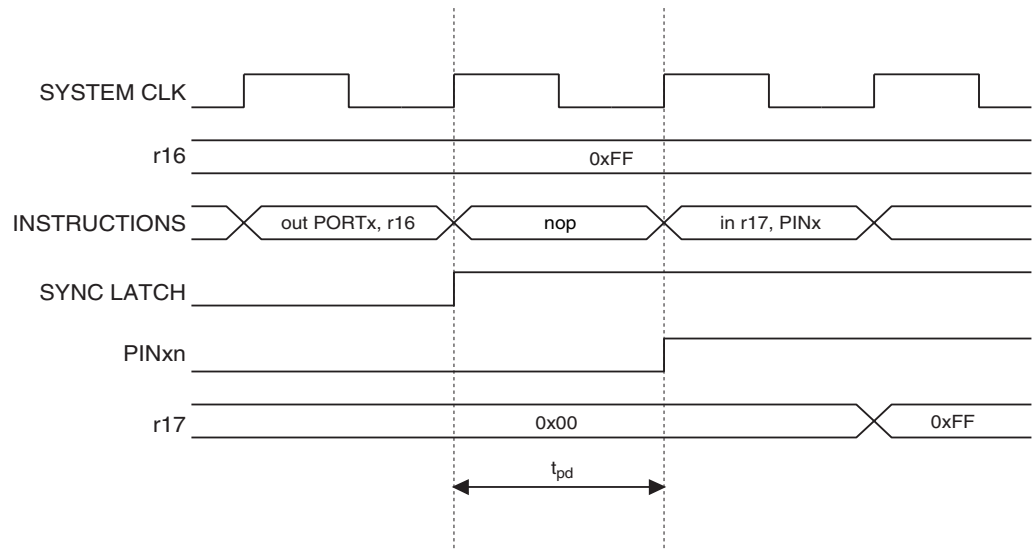 SYSTEM CLK
r16
0xFF
INSTRUCTIONS
out PORTx, r16
nop
in r17, PINx
SYNC LATCH
PINxn
r17
0x00
0xFF
tpd